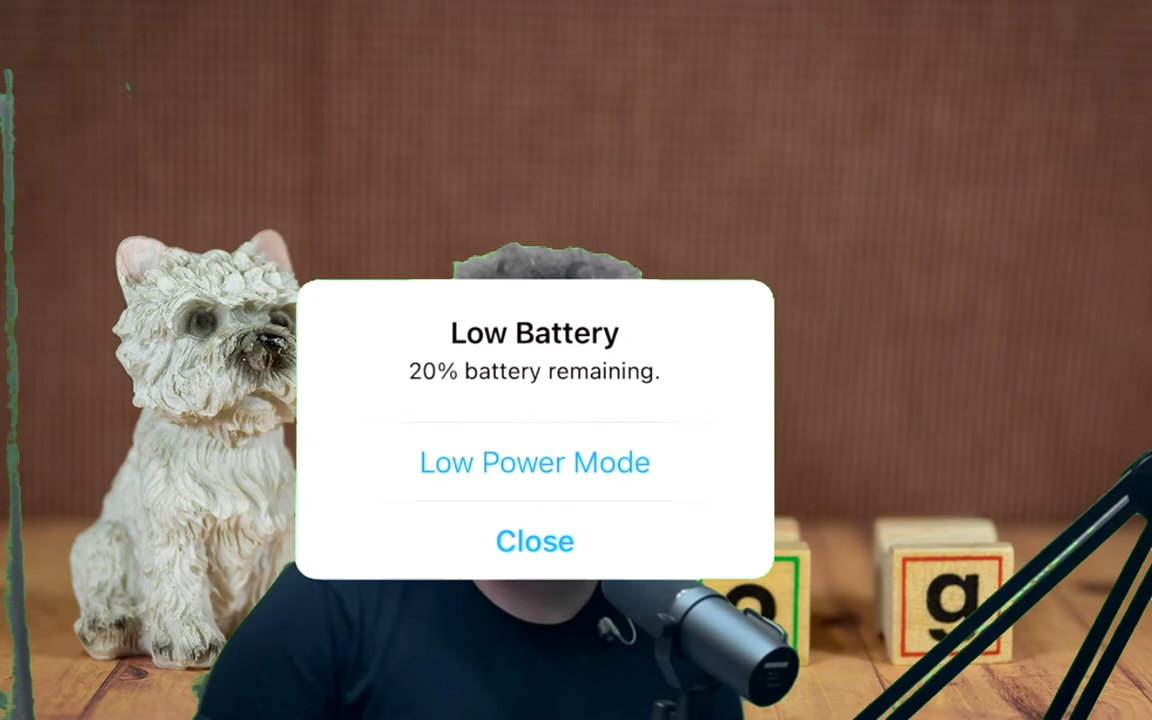 Low Battery
20% battery remaining.
Low Power Mode
Close
g